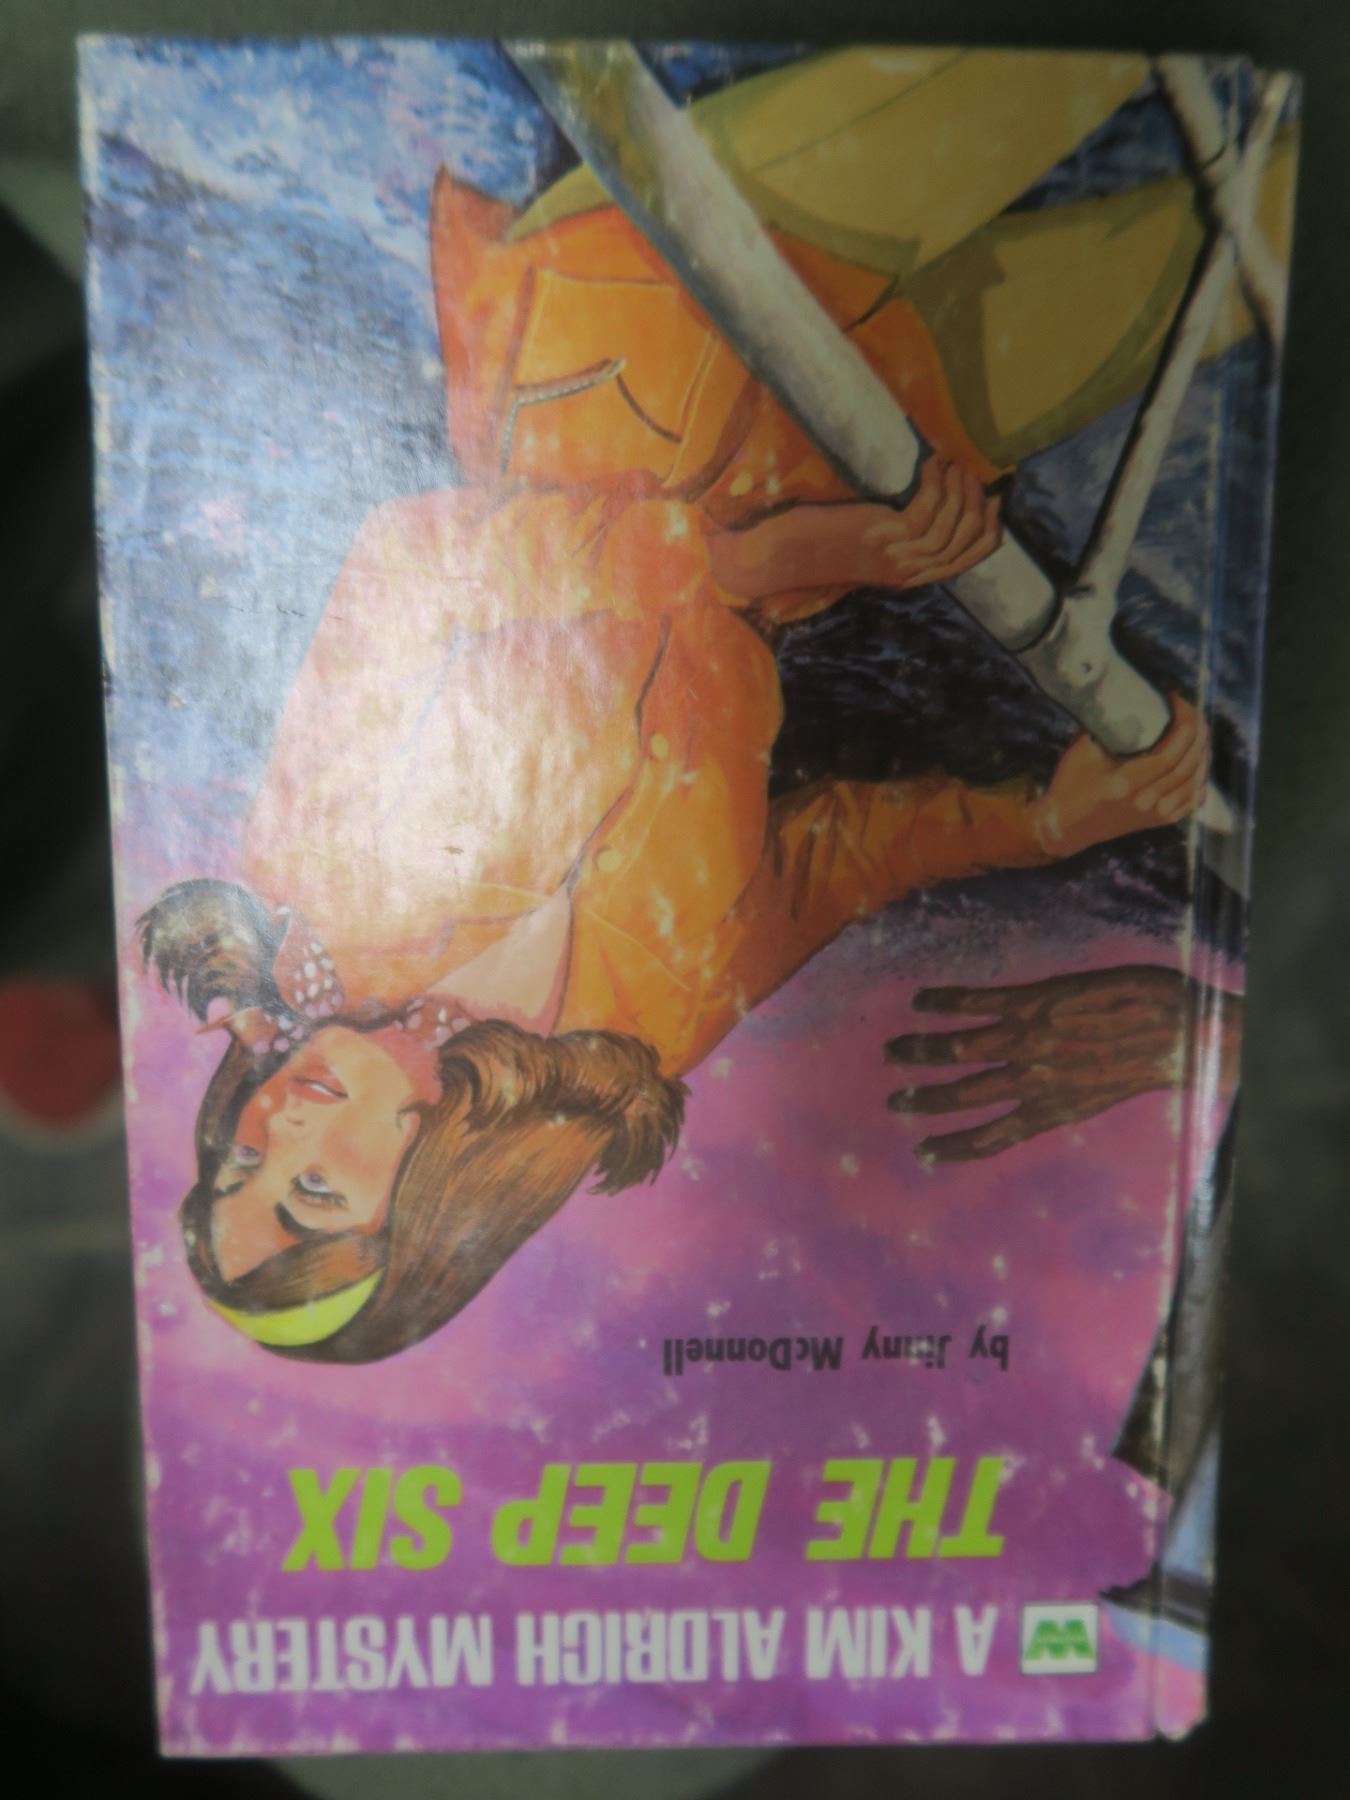 A KIM ALDRICH MYSTERY
THE DEEP SIX
by Jinny McDonnell